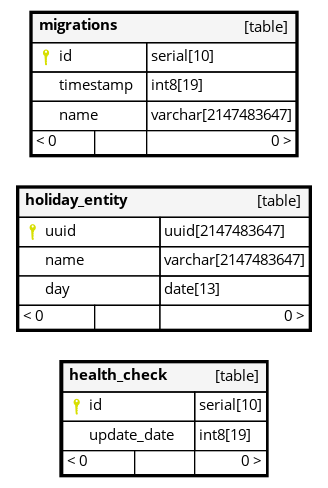 migrations [table]
id serial[10]
timestamp int8[19]
name varchar[2147483647]
< 0 0 >
holiday_entity [table]
uuid uuid[2147483647]
name varchar[2147483647]
day date[13]
< 0 0 >
health_check [table]
id serial[10]
update_date int8[19]
< 0 0 >